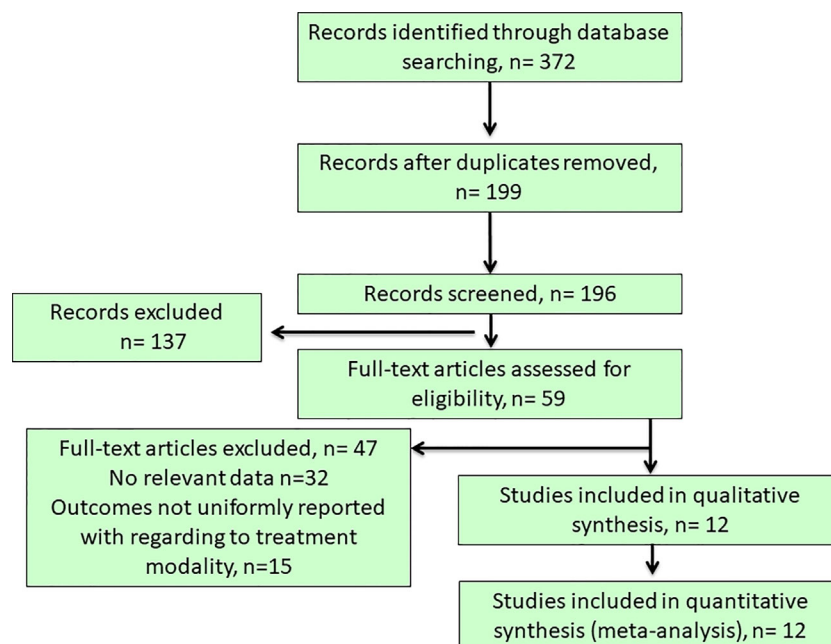 Records identified through database
searching, n= 372
Records after duplicates removed,
n= 199
Records screened, n= 196
Records excluded
n= 137
Full-text articles assessed for
eligibility, n= 59
Full-text articles excluded, n= 47
No relevant data n=32
Outcomes not uniformly reported
with regarding to treatment
modality, n=15
Studies included in qualitative
synthesis, n= 12
Studies included in quantitative
synthesis (meta-analysis), n= 12